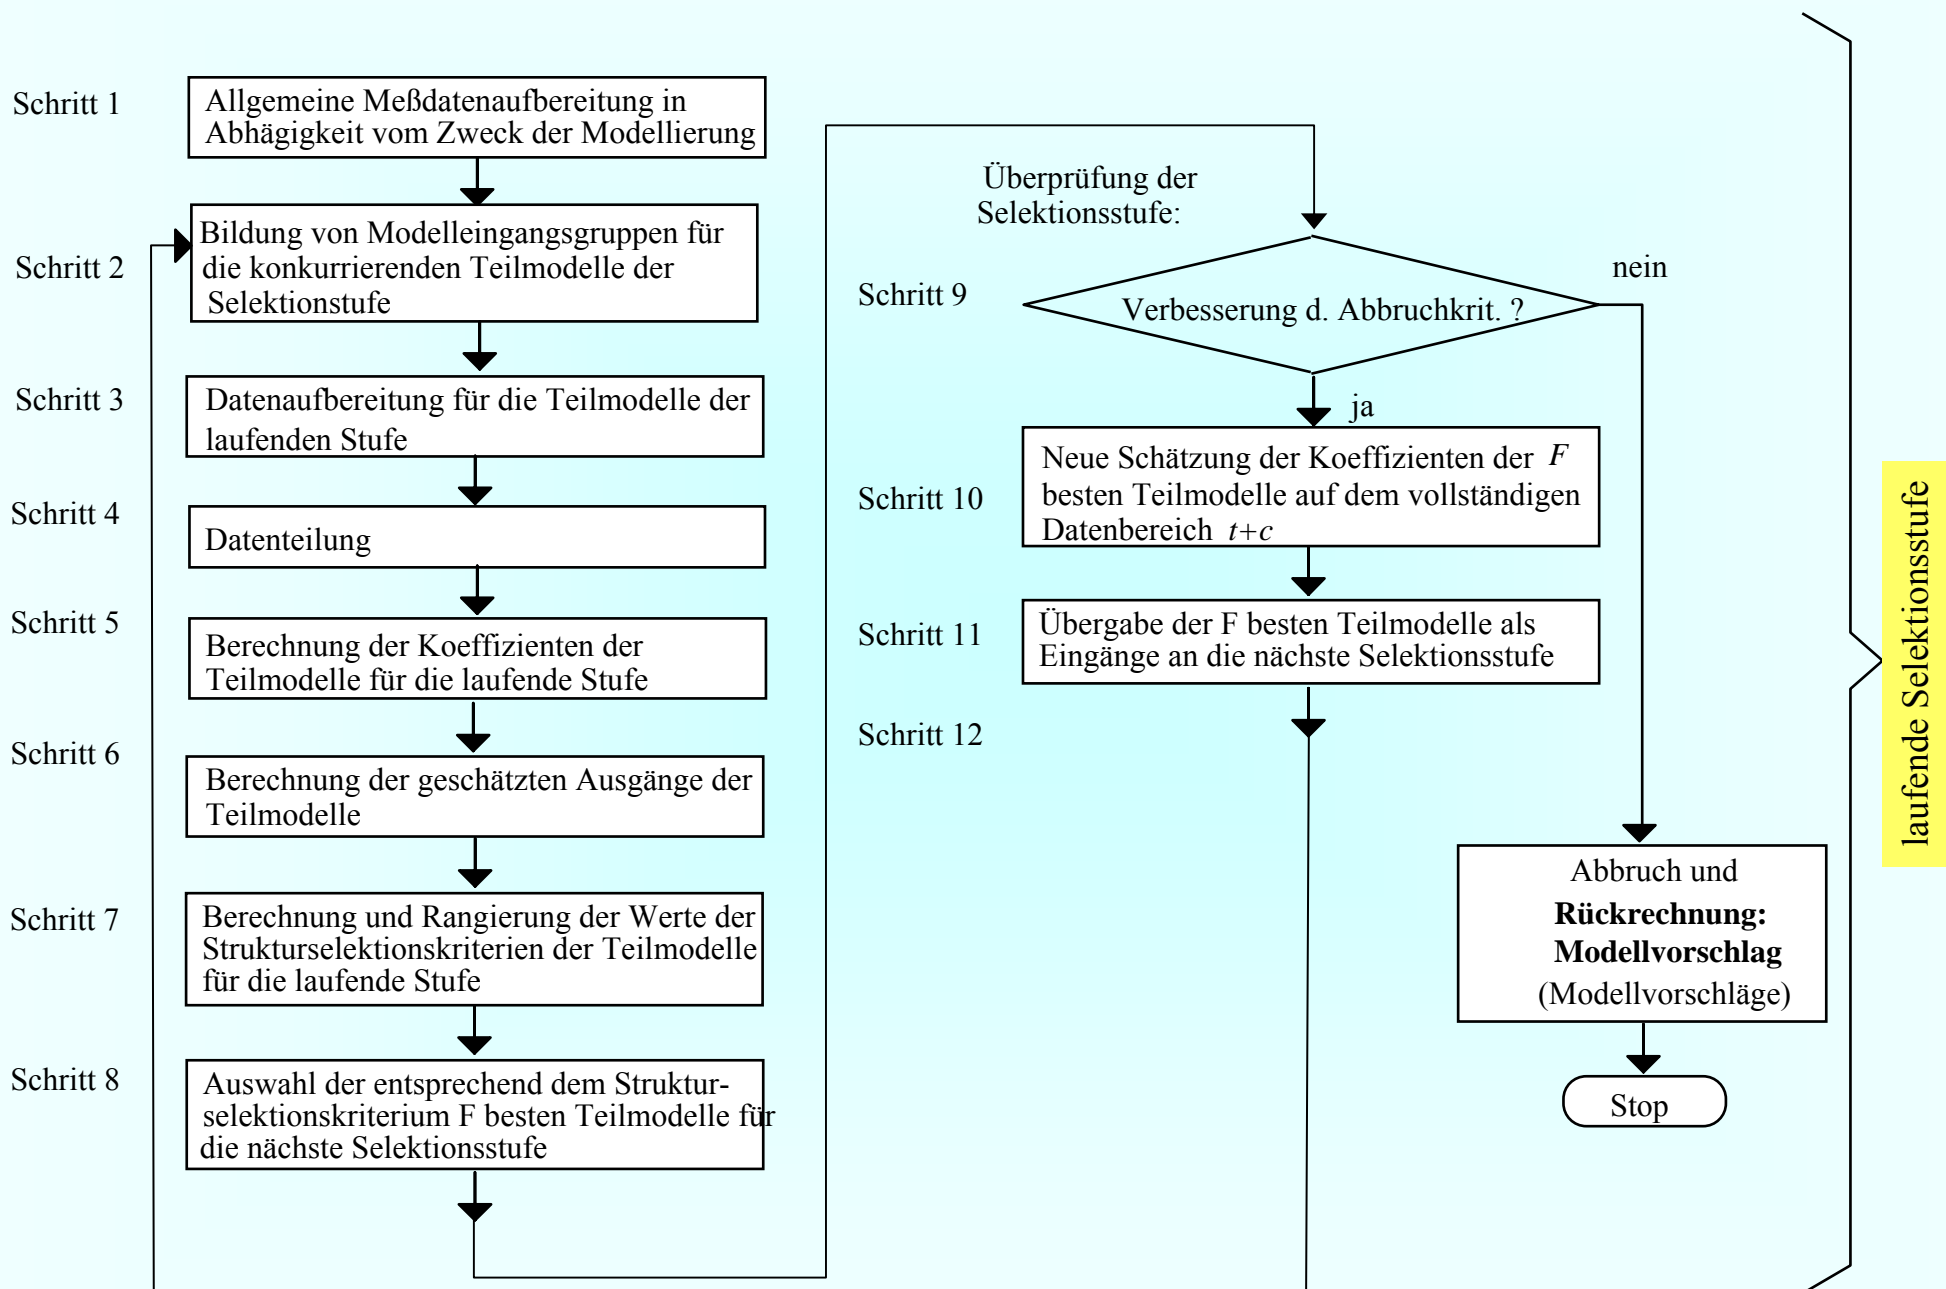 Schritt 1
Allgemeine Meßdatenaufbereitung in
Abhägigkeit vom Zweck der Modellierung
Schritt 2
Bildung von Modelleingangsgruppen für
die konkurrierenden Teilmodelle der
Selektionstufe
Schritt 3
Datenaufbereitung für die Teilmodelle der
laufenden Stufe
Schritt 4
Datenteilung
Schritt 5
Berechnung der Koeffizienten der
Teilmodelle für die laufende Stufe
Schritt 6
Berechnung der geschätzten Ausgänge der
Teilmodelle
Schritt 7
Berechnung und Rangierung der Werte der
Strukturselektionskriterien der Teilmodelle
für die laufende Stufe
Schritt 8
Auswahl der entsprechend dem Struktur-
selektionskriterium F besten Teilmodelle für
die nächste Selektionsstufe
Überprüfung der
Selektionsstufe:
Schritt 9
Verbesserung d. Abbruchkrit. ?
nein
ja
Schritt 10
Neue Schätzung der Koeffizienten der F
besten Teilmodelle auf dem vollständigen
Datenbereich t+c
Schritt 11
Übergabe der F besten Teilmodelle als
Eingänge an die nächste Selektionsstufe
Schritt 12
Abbruch und
Rückrechnung:
Modellvorschlag
(Modellvorschläge)
Stop
laufende Selektionsstufe